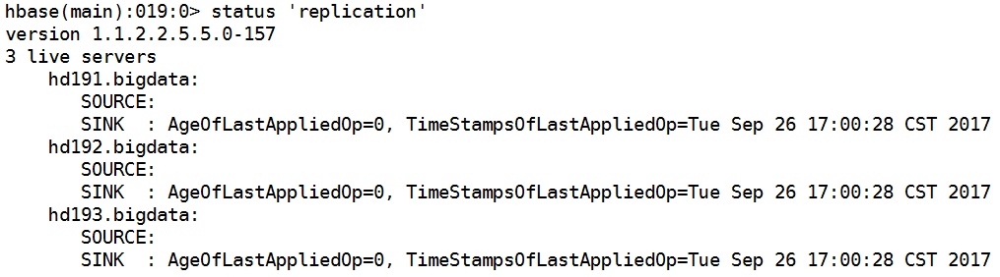 hbase(main):019:0> status 'replication'
version 1.1.2.2.5.5.0-157
3 live servers
    hd191.bigdata:
       SOURCE:
       SINK  : AgeOfLastAppliedOp=0, TimeStampsOfLastAppliedOp=Tue Sep 26 17:00:28 CST 2017
    hd192.bigdata:
       SOURCE:
       SINK  : AgeOfLastAppliedOp=0, TimeStampsOfLastAppliedOp=Tue Sep 26 17:00:28 CST 2017
    hd193.bigdata:
       SOURCE:
       SINK  : AgeOfLastAppliedOp=0, TimeStampsOfLastAppliedOp=Tue Sep 26 17:00:28 CST 2017